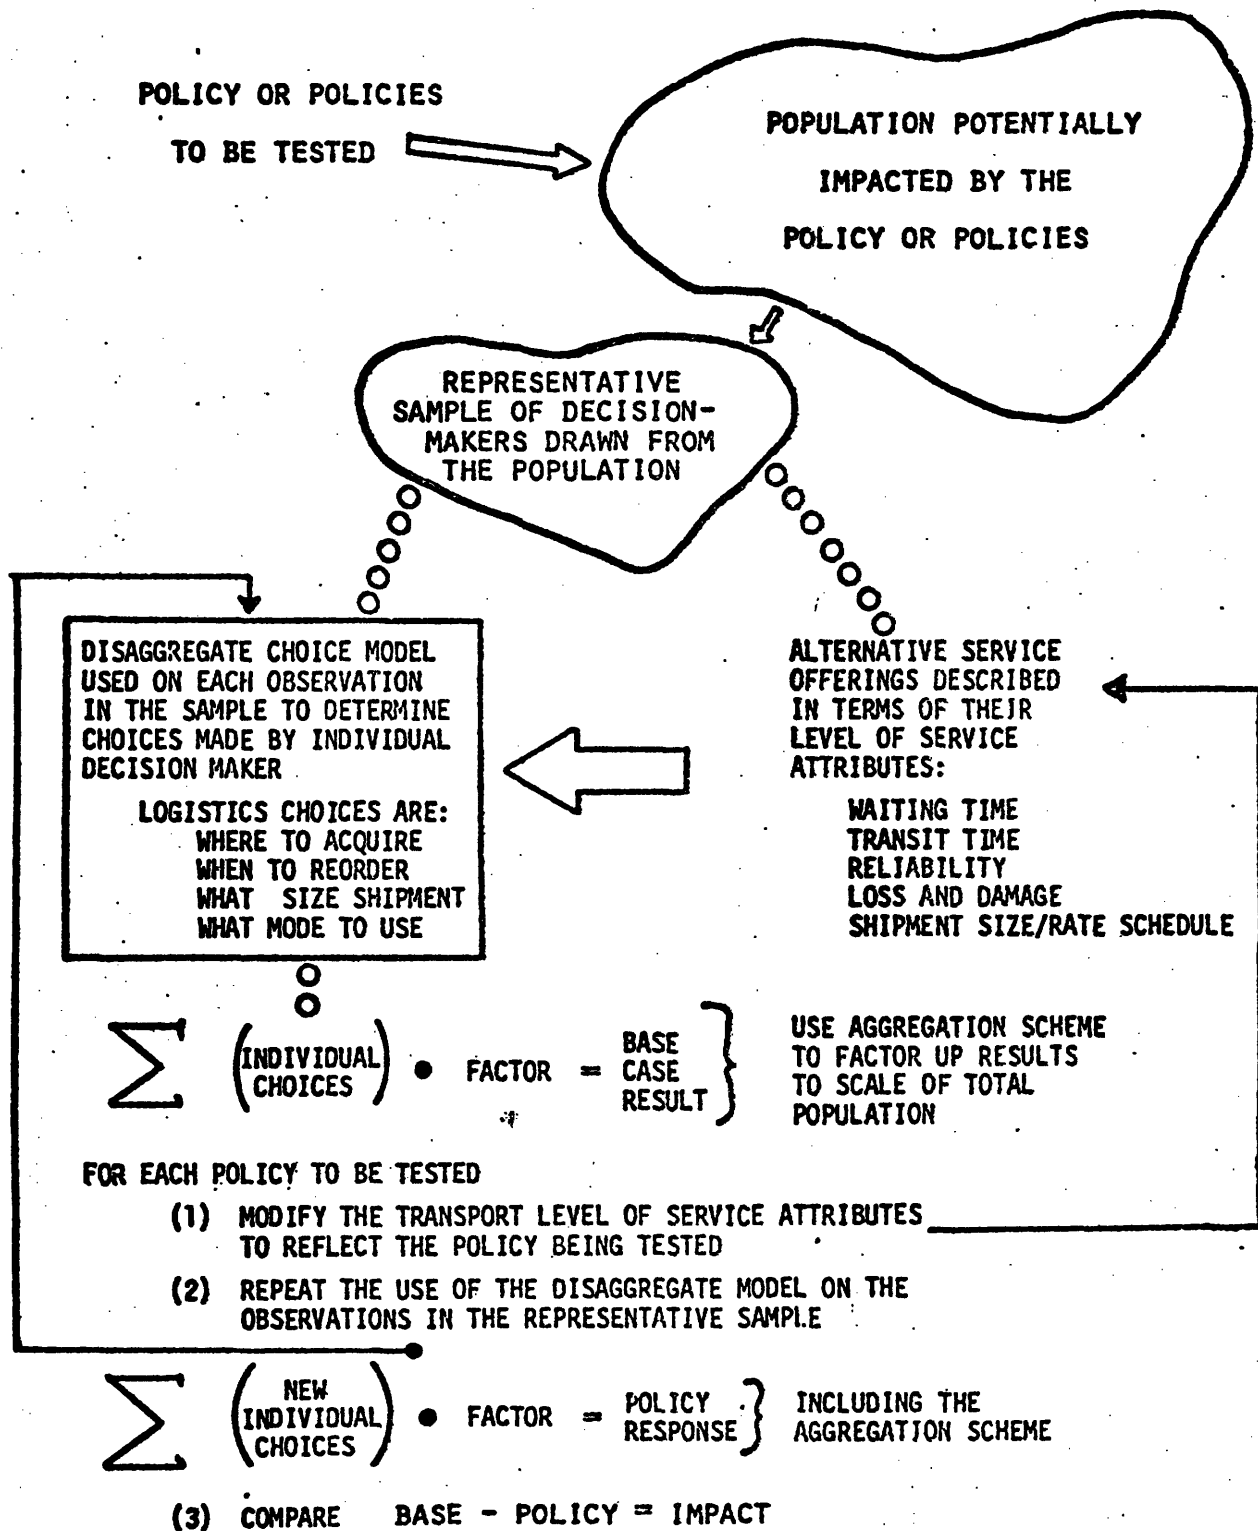 POLICY OR POLICIES
TO BE TESTED
POPULATION POTENTIALLY
IMPACTED BY THE
POLICY OR POLICIES
REPRESENTATIVE
SAMPLE OF DECISION-
MAKERS DRAWN FROM
THE POPULATION
DISAGGREGATE CHOICE MODEL
USED ON EACH OBSERVATION
IN THE SAMPLE TO DETERMINE
CHOICES MADE BY INDIVIDUAL
DECISION MAKER
LOGISTICS CHOICES ARE:
WHERE TO ACQUIRE
WHEN TO REORDER
WHAT SIZE SHIPMENT
WHAT MODE TO USE
ALTERNATIVE SERVICE
OFFERINGS DESCRIBED
IN TERMS OF THEIR
LEVEL OF SERVICE
ATTRIBUTES:
WAITING TIME
TRANSIT TIME
RELIABILITY
LOSS AND DAMAGE
SHIPMENT SIZE/RATE SCHEDULE
∑ (INDIVIDUAL
CHOICES) • FACTOR =
BASE
CASE
RESULT }
USE AGGREGATION SCHEME
TO FACTOR UP RESULTS
TO SCALE OF TOTAL
POPULATION
FOR EACH POLICY TO BE TESTED
(1) MODIFY THE TRANSPORT LEVEL OF SERVICE ATTRIBUTES
TO REFLECT THE POLICY BEING TESTED
(2) REPEAT THE USE OF THE DISAGGREGATE MODEL ON THE
OBSERVATIONS IN THE REPRESENTATIVE SAMPLE
∑ (NEW
INDIVIDUAL
CHOICES) • FACTOR =
POLICY
RESPONSE }
INCLUDING THE
AGGREGATION SCHEME
(3) COMPARE BASE - POLICY = IMPACT